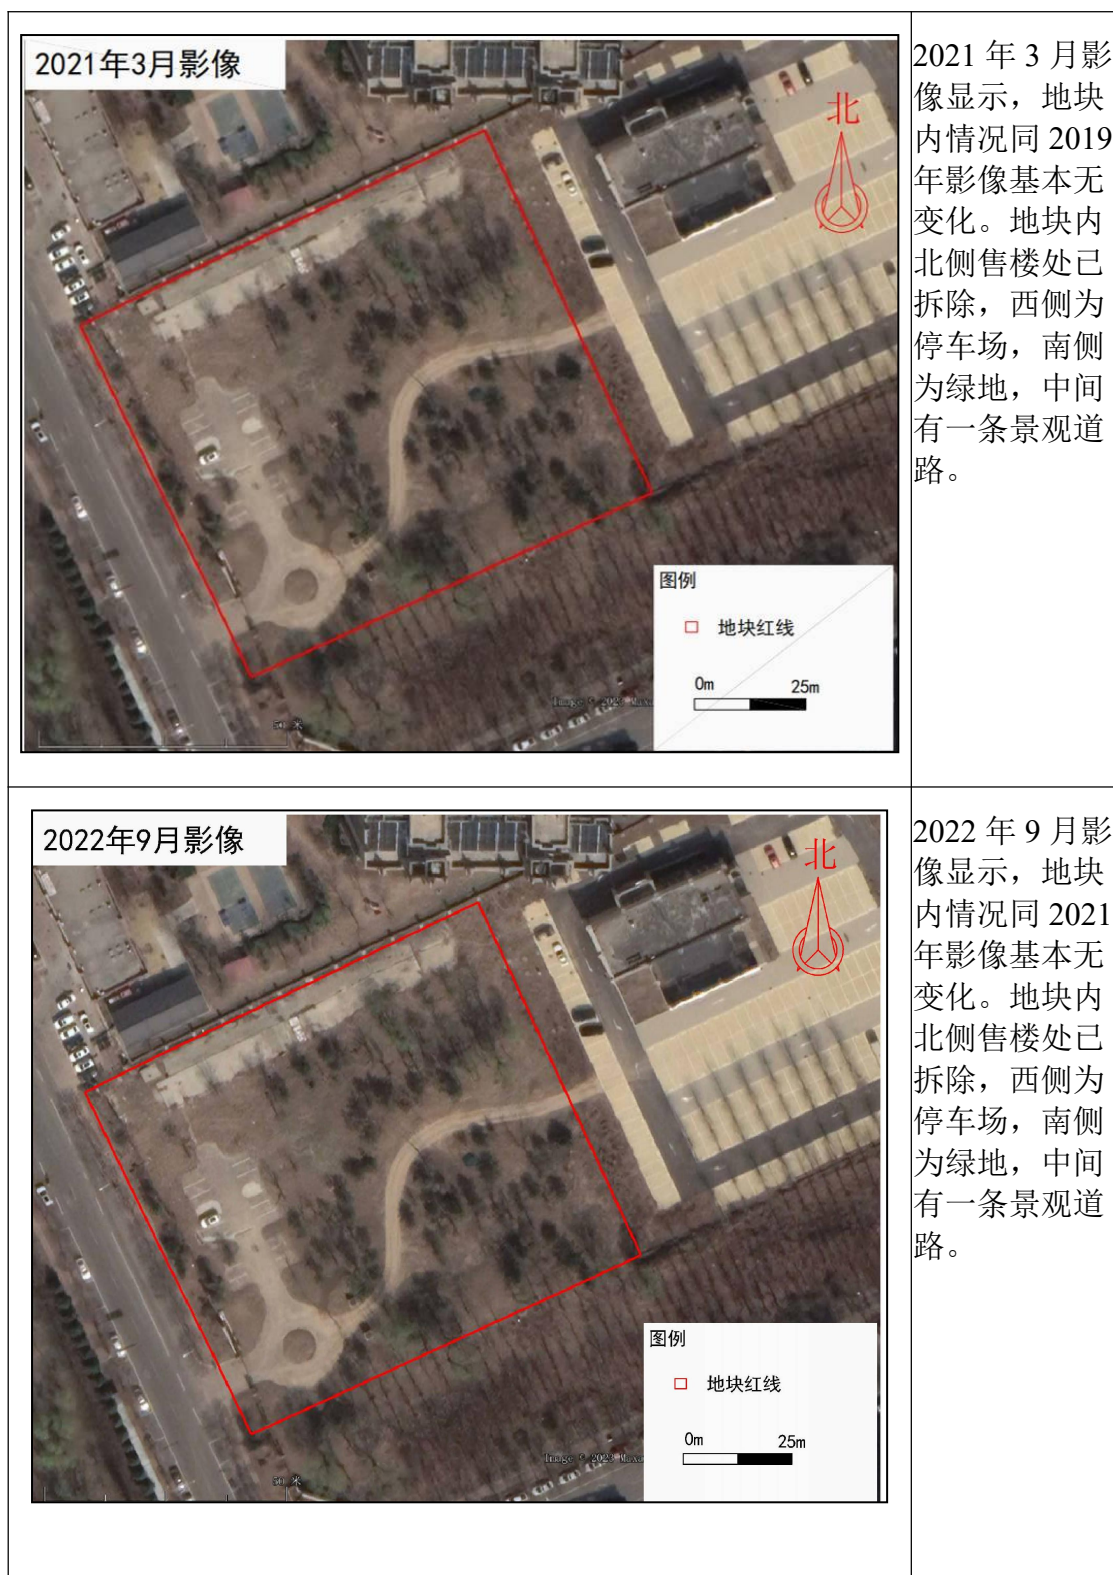 2021年3月影像
北
图例
地块红线
0m 25m
50 米
2021 年 3 月影
像显示，地块
内情况同 2019
年影像基本无
变化。地块内
北侧售楼处已
拆除，西侧为
停车场，南侧
为绿地，中间
有一条景观道
路。
2022年9月影像
北
图例
地块红线
0m 25m
Image © 2023 Maxa
50 米
2022 年 9 月影
像显示，地块
内情况同 2021
年影像基本无
变化。地块内
北侧售楼处已
拆除，西侧为
停车场，南侧
为绿地，中间
有一条景观道
路。